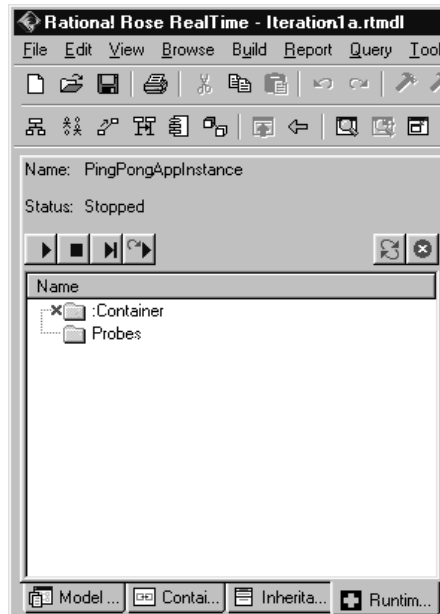 Rational Rose RealTime - Iteration1a.rtmdl
File Edit View Browse Build Report Query Tool
Name: PingPongAppInstance
Status: Stopped
Name
:Container
Probes
Model ... Contai... Inherita... Runtim...